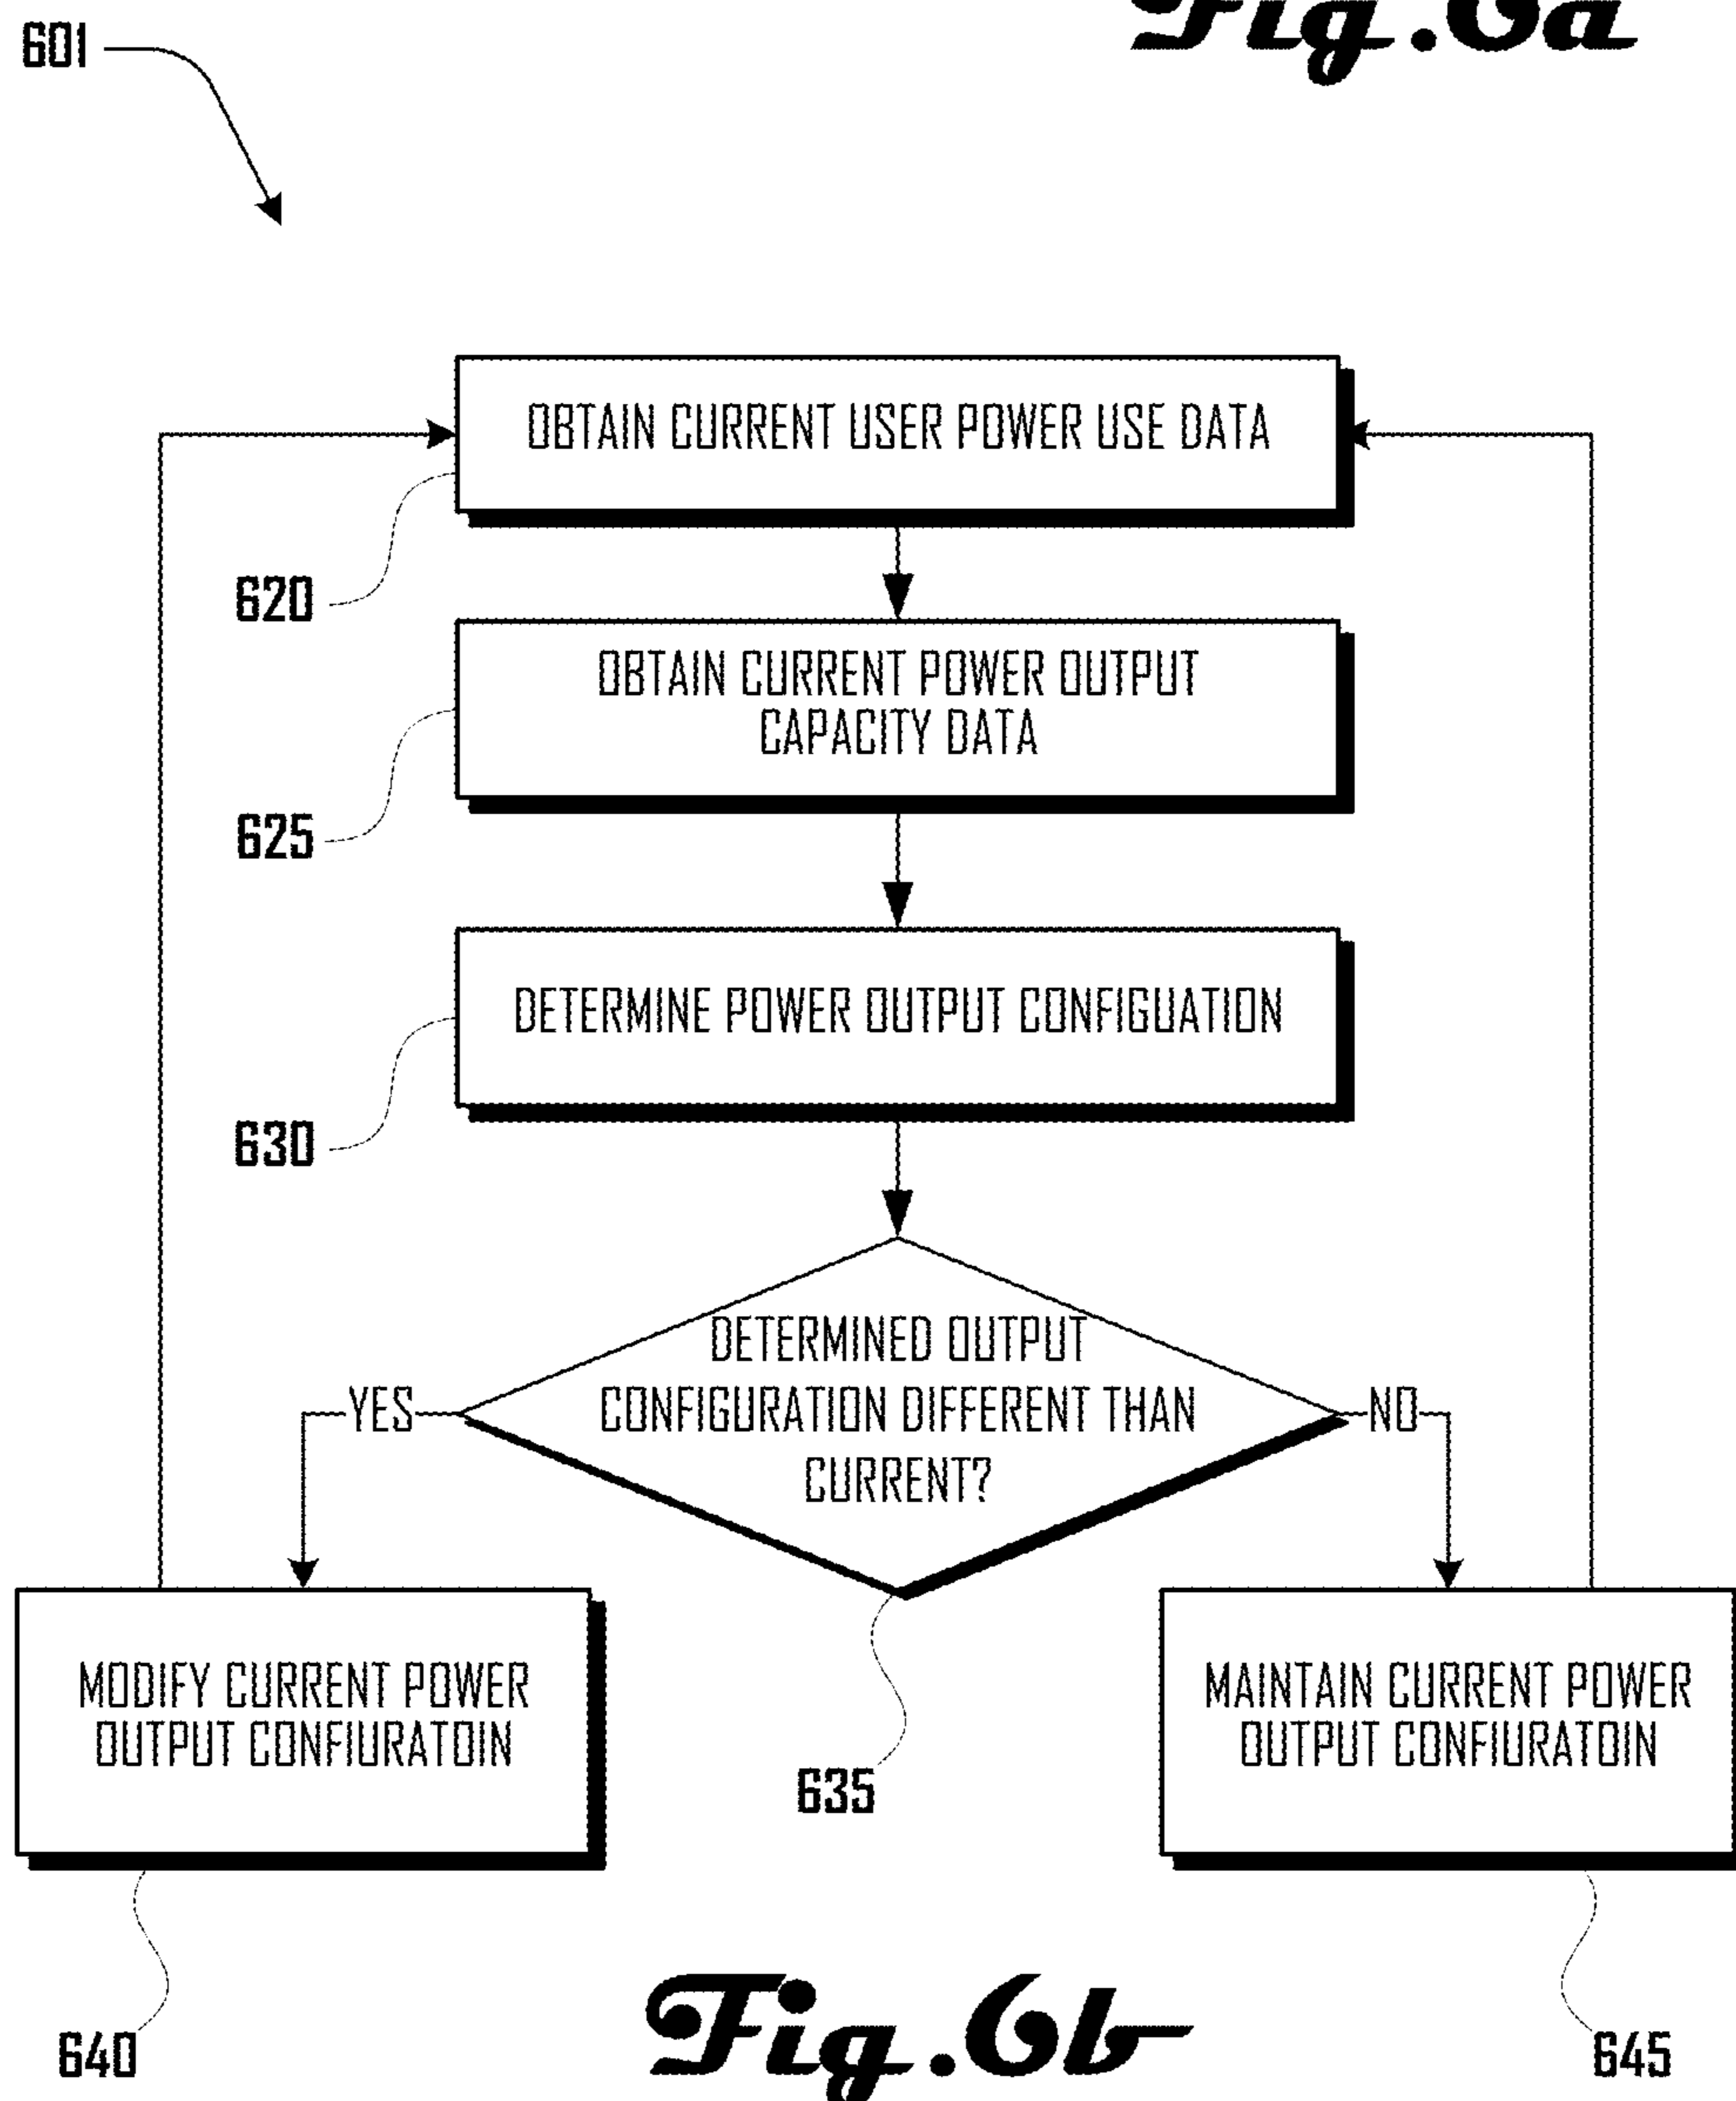 Fig.6a
601
OBTAIN CURRENT USER POWER USE DATA
620
OBTAIN CURRENT POWER OUTPUT
CAPACITY DATA
625
DETERMINE POWER OUTPUT CONFIGUATION
630
DETERMINED OUTPUT
CONFIGURATION DIFFERENT THAN
CURRENT?
YES
NO
635
MODIFY CURRENT POWER
OUTPUT CONFIURATOIN
640
MAINTAIN CURRENT POWER
OUTPUT CONFIURATOIN
645
Fig.6b